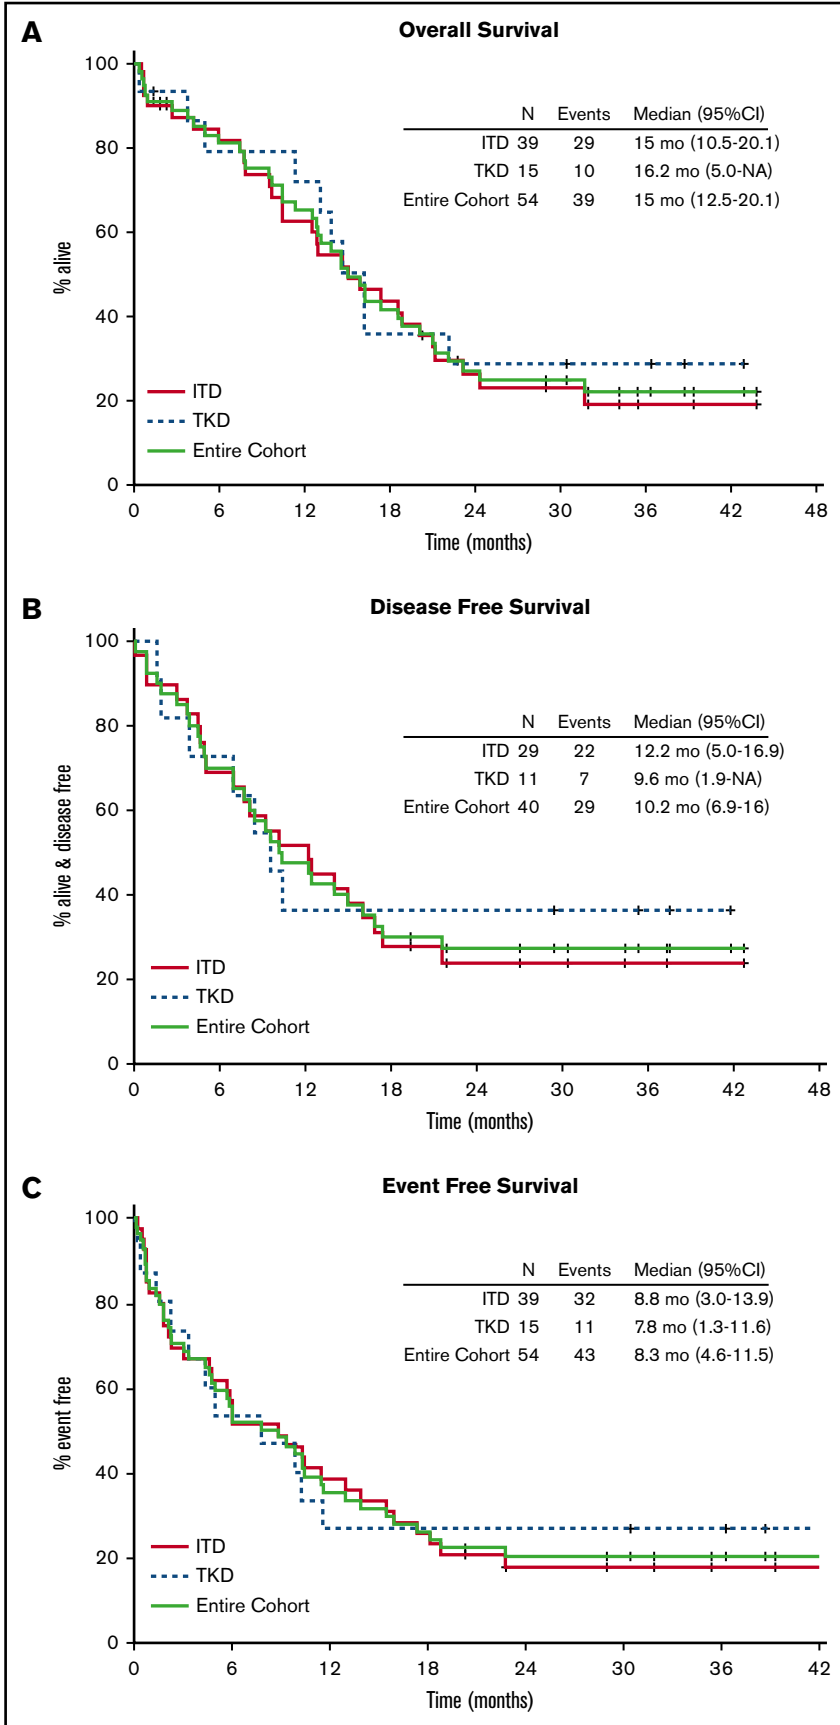 A
Overall Survival
N Events Median (95%CI)
ITD 39 29 15 mo (10.5-20.1)
TKD 15 10 16.2 mo (5.0-NA)
Entire Cohort 54 39 15 mo (12.5-20.1)
% alive
100
80
60
40
20
0
ITD
TKD
Entire Cohort
0 6 12 18 24 30 36 42 48
Time (months)
B
Disease Free Survival
N Events Median (95%CI)
ITD 29 22 12.2 mo (5.0-16.9)
TKD 11 7 9.6 mo (1.9-NA)
Entire Cohort 40 29 10.2 mo (6.9-16)
% alive & disease free
100
80
60
40
20
0
ITD
TKD
Entire Cohort
0 6 12 18 24 30 36 42 48
Time (months)
C
Event Free Survival
N Events Median (95%CI)
ITD 39 32 8.8 mo (3.0-13.9)
TKD 15 11 7.8 mo (1.3-11.6)
Entire Cohort 54 43 8.3 mo (4.6-11.5)
% event free
100
80
60
40
20
0
ITD
TKD
Entire Cohort
0 6 12 18 24 30 36 42
Time (months)